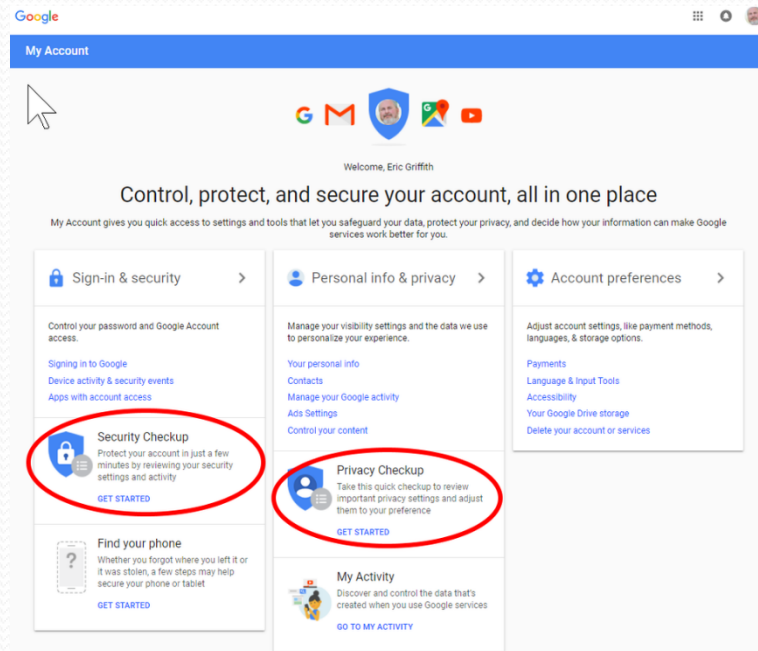 Google
My Account
Welcome, Eric Griffith
Control, protect, and secure your account, all in one place
My Account gives you quick access to settings and tools that let you safeguard your data, protect your privacy, and decide how your information can make Google
services work better for you.
Sign-in & security
Control your password and Google Account
access.
Signing in to Google
Device activity & security events
Apps with account access
Security Checkup
Protect your account in just a few
minutes by reviewing your security
settings and activity
GET STARTED
Find your phone
Whether you forgot where you left it or
it was stolen, a few steps may help
secure your phone or tablet
GET STARTED
Personal info & privacy
Manage your visibility settings and the data we use
to personalize your experience.
Your personal info
Contacts
Manage your Google activity
Ads Settings
Control your content
Privacy Checkup
Take this quick checkup to review
important privacy settings and adjust
them to your preference
GET STARTED
My Activity
Discover and control the data that's
created when you use Google services
GO TO MY ACTIVITY
Account preferences
Adjust account settings, like payment methods,
languages, & storage options.
Payments
Language & Input Tools
Accessibility
Your Google Drive storage
Delete your account or services